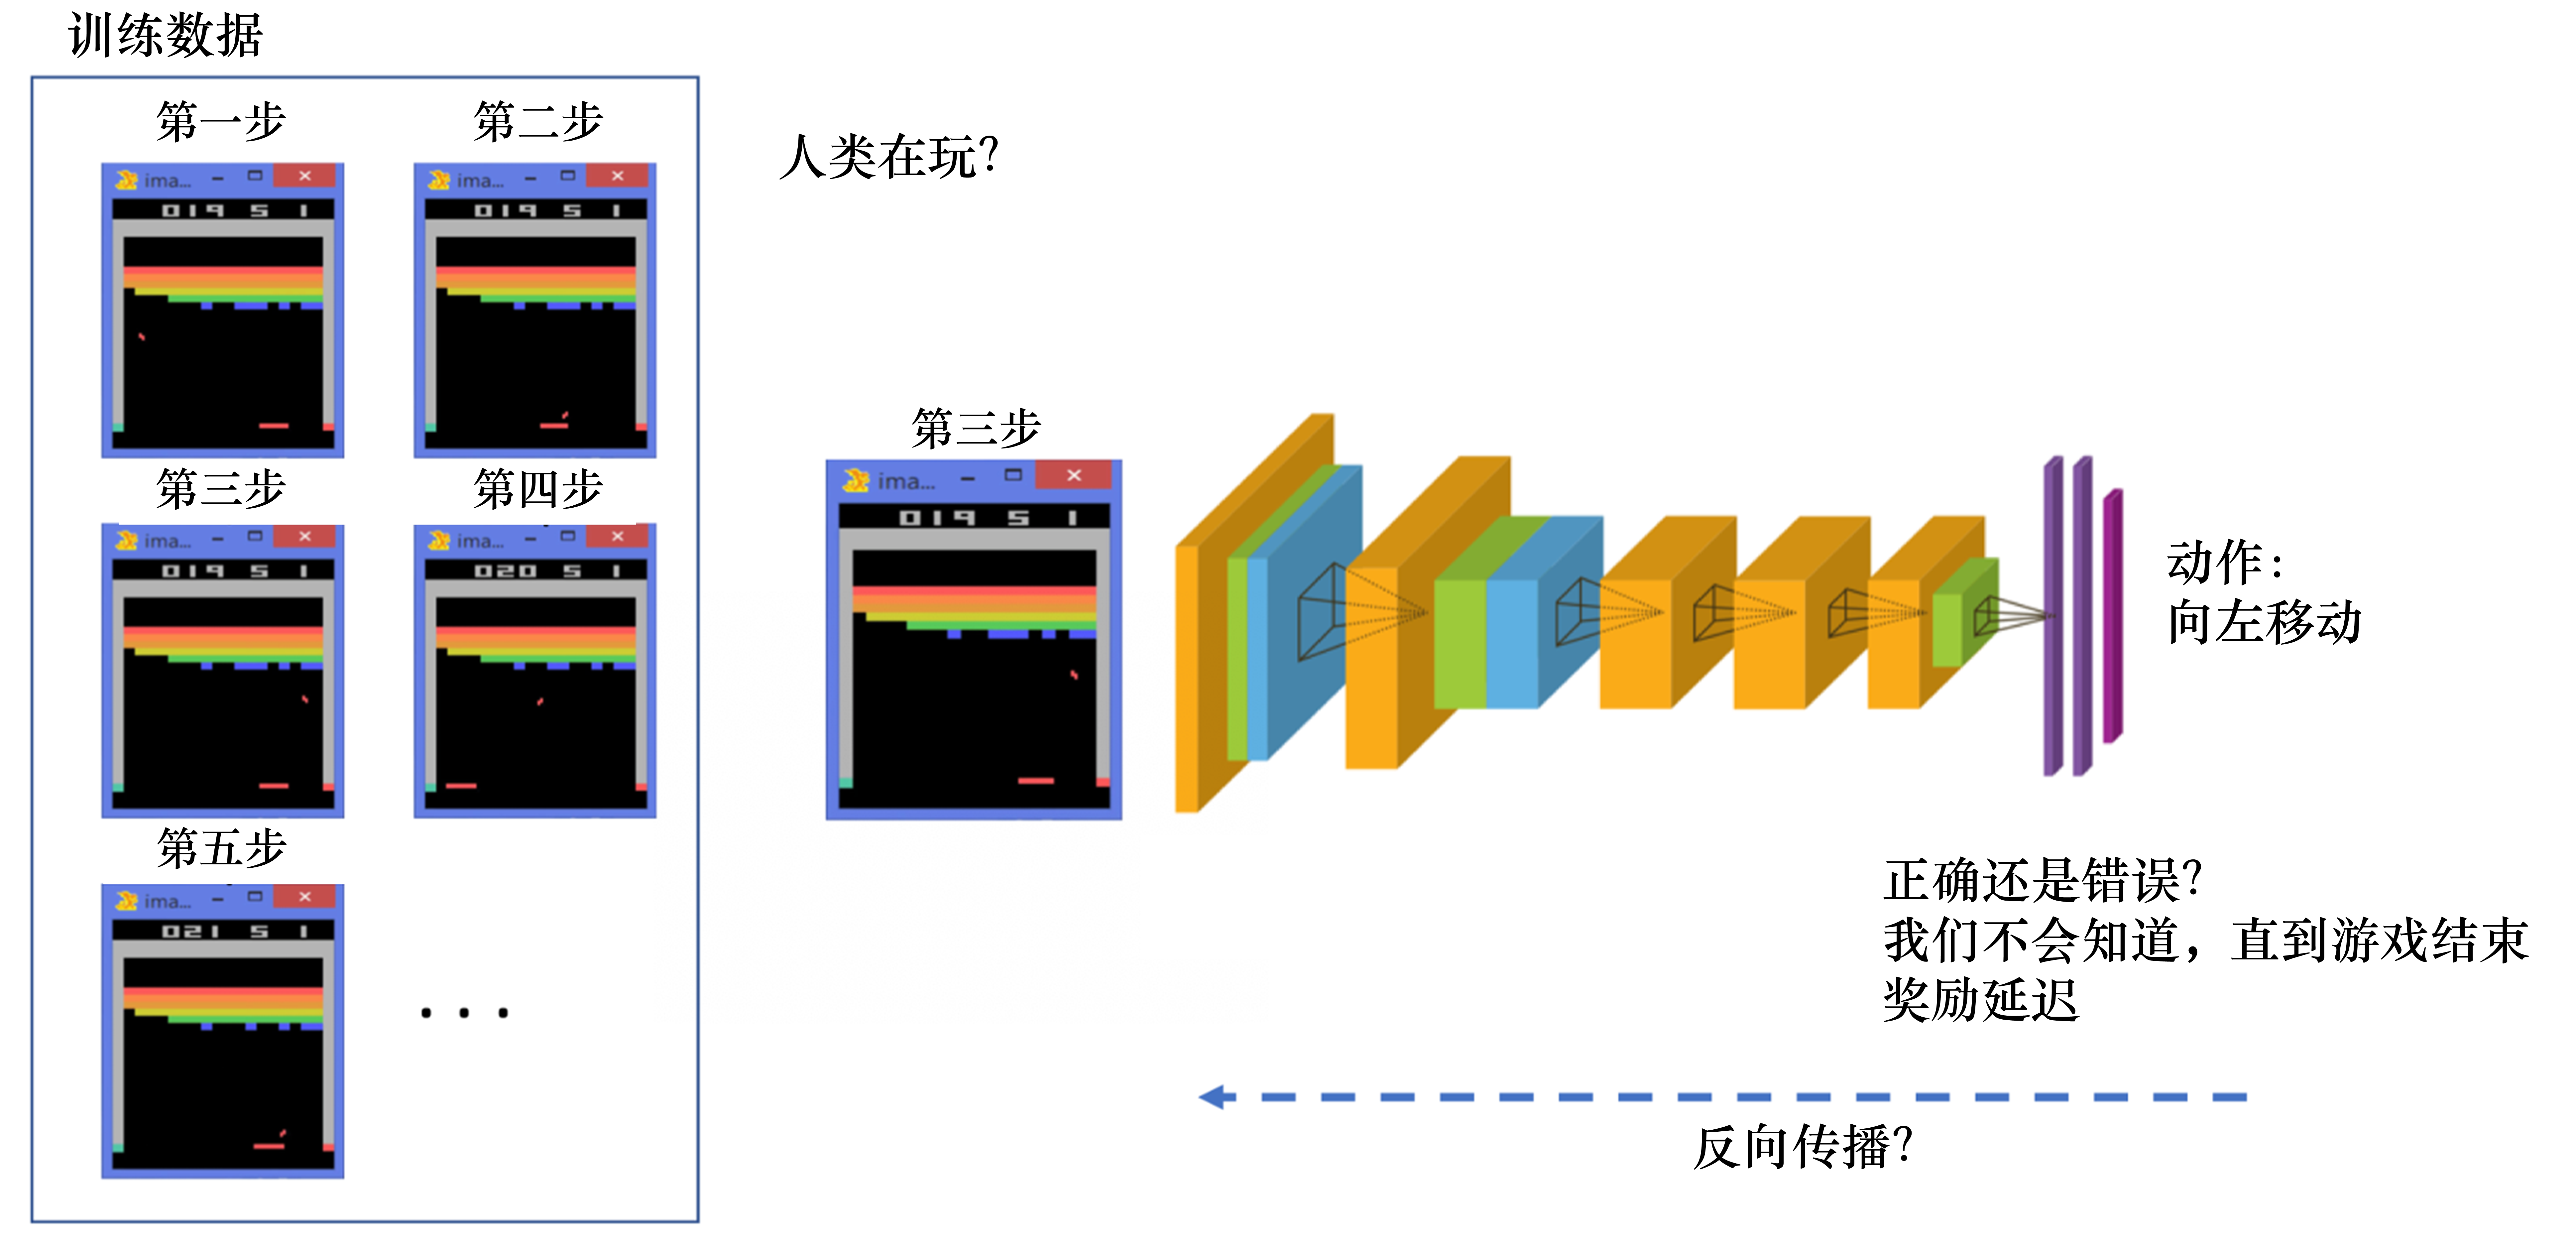 训练数据
第一步
第二步
ima...
019 5 1
ima...
019 5 1
第三步
第四步
ima...
019 5 1
ima...
020 5 1
第五步
ima...
021 5 1
...
人类在玩?
第三步
ima...
019 5 1
动作:
向左移动
正确还是错误?
我们不会知道,直到游戏结束
奖励延迟
反向传播?